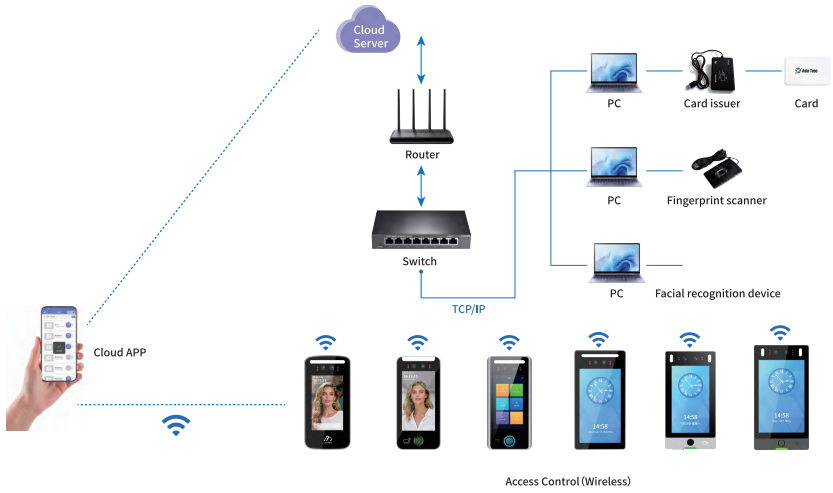 Cloud
Server
Router
Switch
TCP/IP
PC
Card issuer
Card
PC
Fingerprint scanner
PC
Facial recognition device
Cloud APP
14:58
14:58
14:58
Access Control (Wireless)